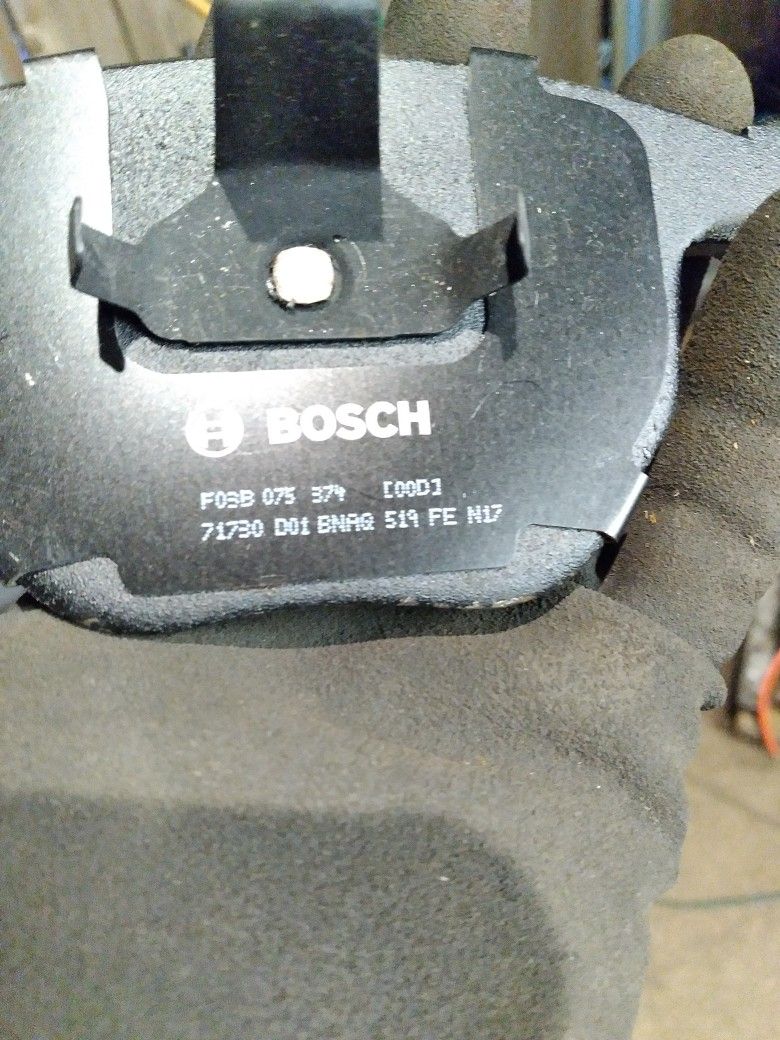 BOSCH
F03B 075 374 [00D]
71730 D01 BNAQ 519 FE N17